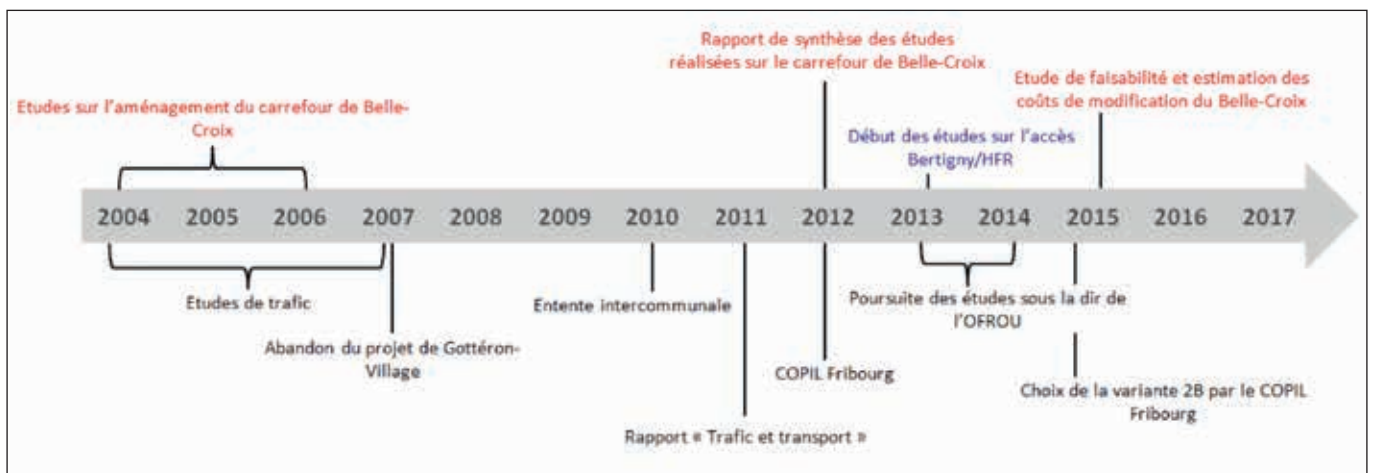 Rapport de synthèse des études
réalisées sur le carrefour de Belle-Croix
Etude de faisabilité et estimation des
coûts de modification du Belle-Croix
Etudes sur l'aménagement du carrefour de Belle-
Croix
Début des études sur l'accès
Bertigny/HFR
2004 2005 2006 2007 2008 2009 2010 2011 2012 2013 2014 2015 2016 2017
Etudes de trafic
Entente intercommunale
Poursuite des études sous la dir de
l'OFROU
Abandon du projet de Gottéron-
Village
COPIL Fribourg
Choix de la variante 2B par le COPIL
Fribourg
Rapport « Trafic et transport »